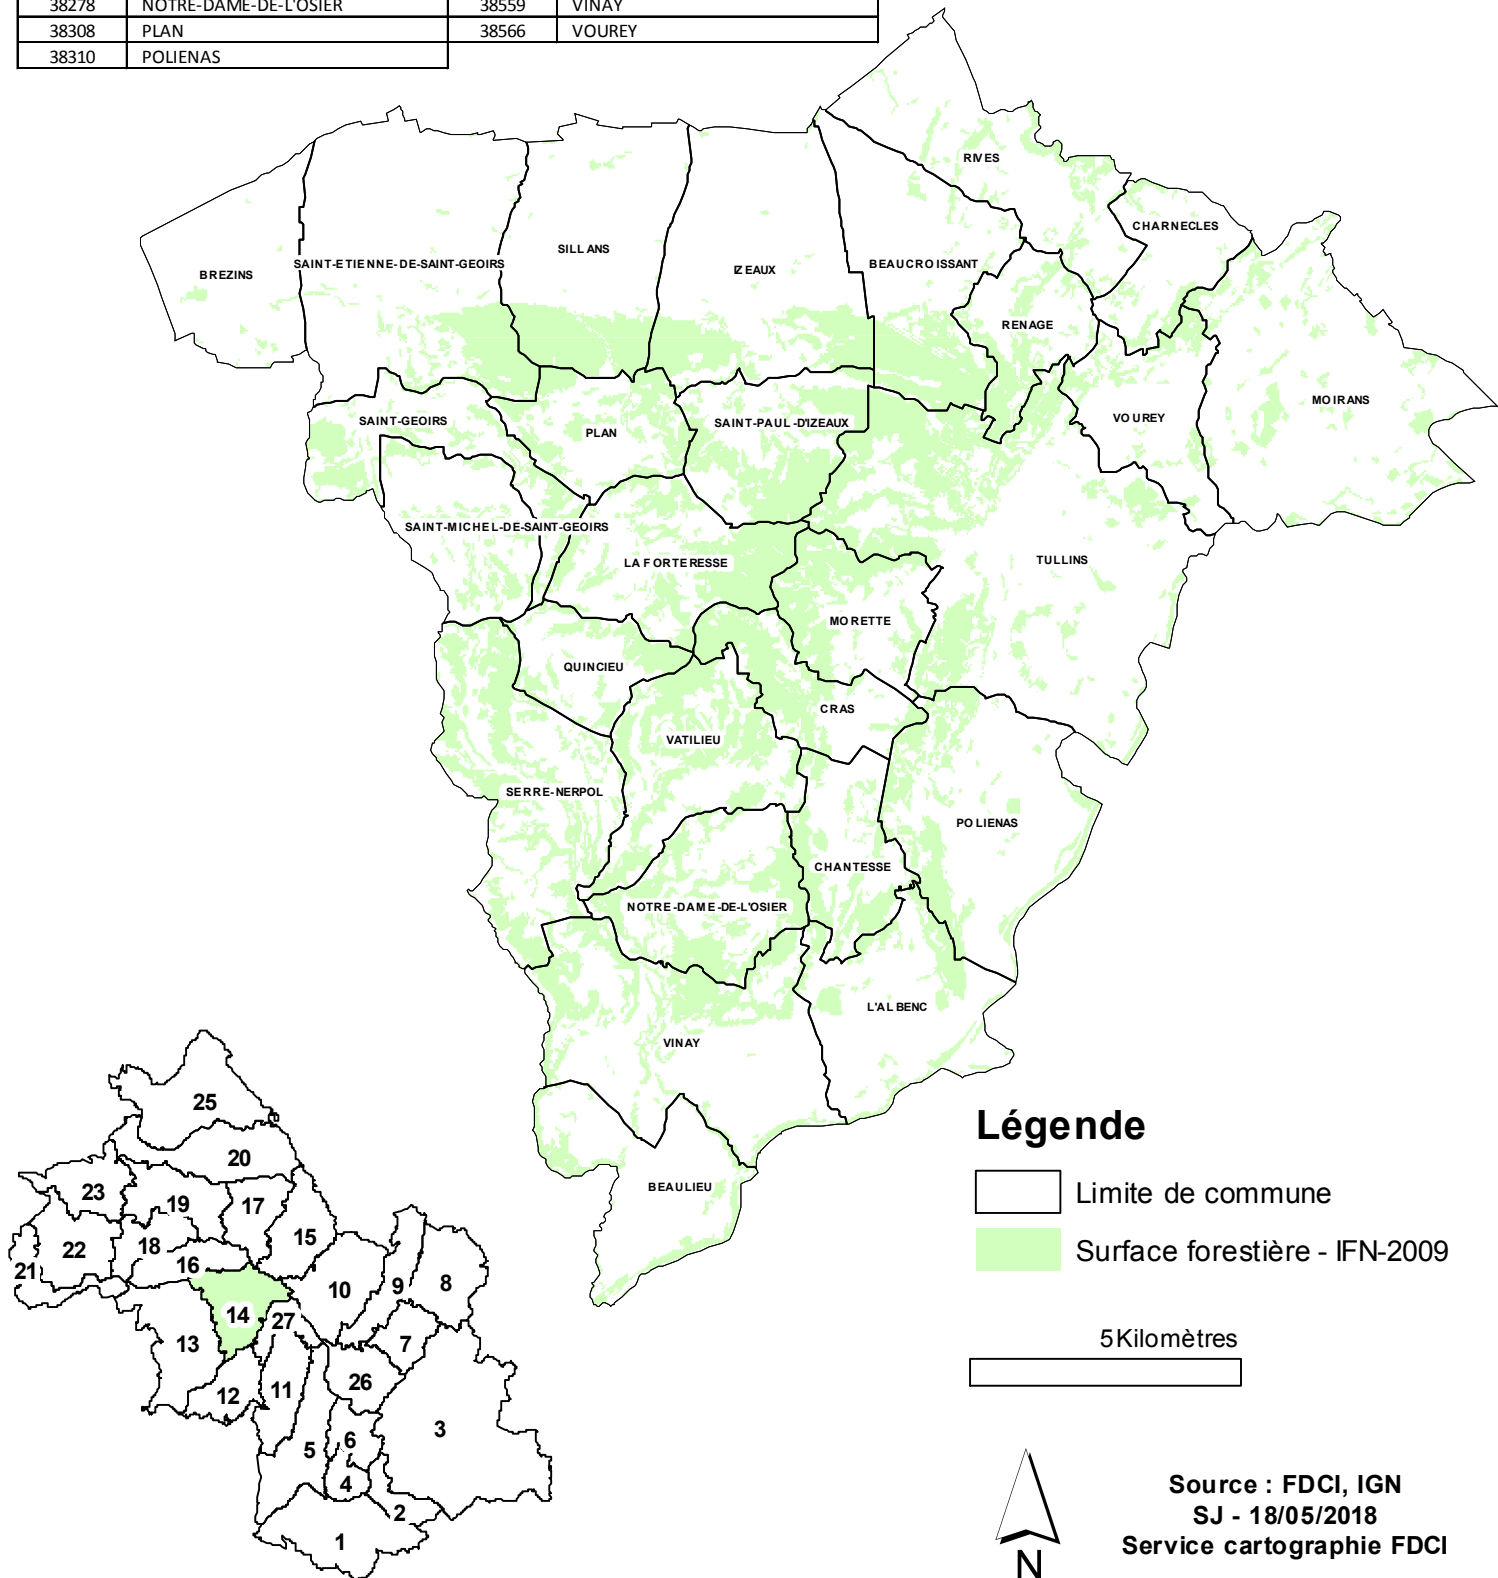 38278 NOTRE-DAME-DE-L'OSIER 38559 VINAY
38308 PLAN 38566 VOUREY
38310 POLIENAS
RIVES
CHARNECLES
BREZINS
SAINT-ETIENNE-DE-SAINT-GEOIRS
SILLANS
IZEAUX
BEAUCROISSANT
RENAGE
MOIRANS
SAINT-GEOIRS
PLAN
SAINT-PAUL-D'IZEAUX
VOUREY
SAINT-MICHEL-DE-SAINT-GEOIRS
LA FORTERESSE
TULLINS
MORETTE
QUINCIEU
CRAS
VATILIEU
SERRE-NERPOL
POLIENAS
CHANTESSE
NOTRE-DAME-DE-L'OSIER
L'ALBENC
VINAY
BEAULIEU
25
20
23
19
17
15
18
22
16
21
10
9
8
14
27
13
7
12
11
26
3
5
6
4
2
1
Légende
Limite de commune
Surface forestière - IFN-2009
5 Kilomètres
N
Source : FDCI, IGN
SJ - 18/05/2018
Service cartographie FDCI